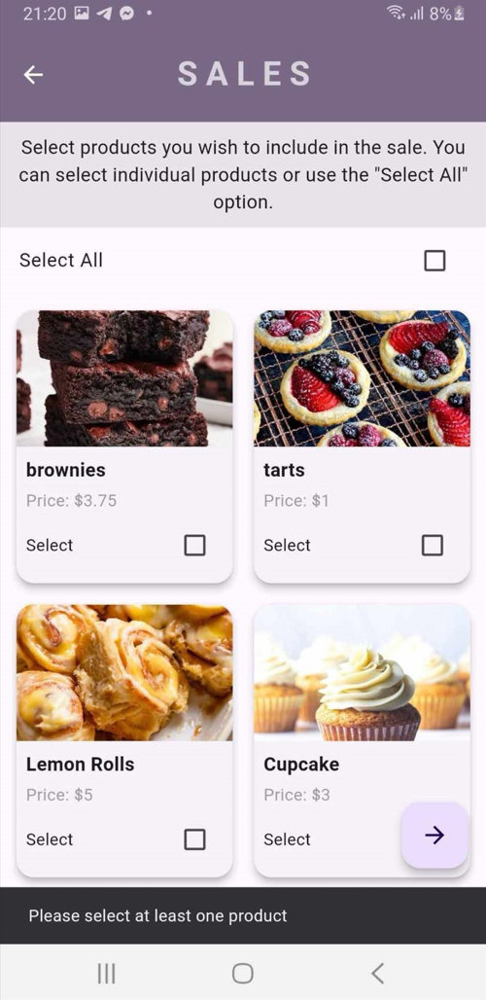 21:20 8%
SALES
Select products you wish to include in the sale. You
can select individual products or use the "Select All"
option.
Select All
brownies
Price: $3.75
Select
tarts
Price: $1
Select
Lemon Rolls
Price: $5
Select
Cupcake
Price: $3
Select
Please select at least one product